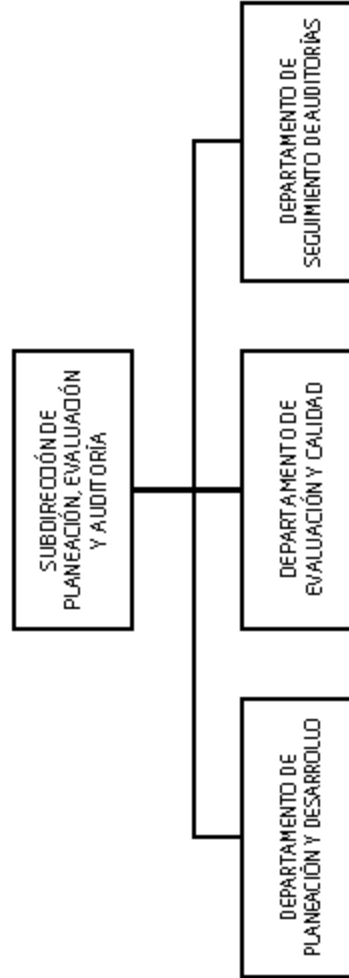 SUBDIRECCIÓN DE
PLANEACIÓN, EVALUACIÓN
Y AUDITORÍA
DEPARTAMENTO DE
PLANEACIÓN Y DESARROLLO
DEPARTAMENTO DE
EVALUACIÓN Y CALIDAD
DEPARTAMENTO DE
SEGUIMIENTO DE AUDITORÍAS